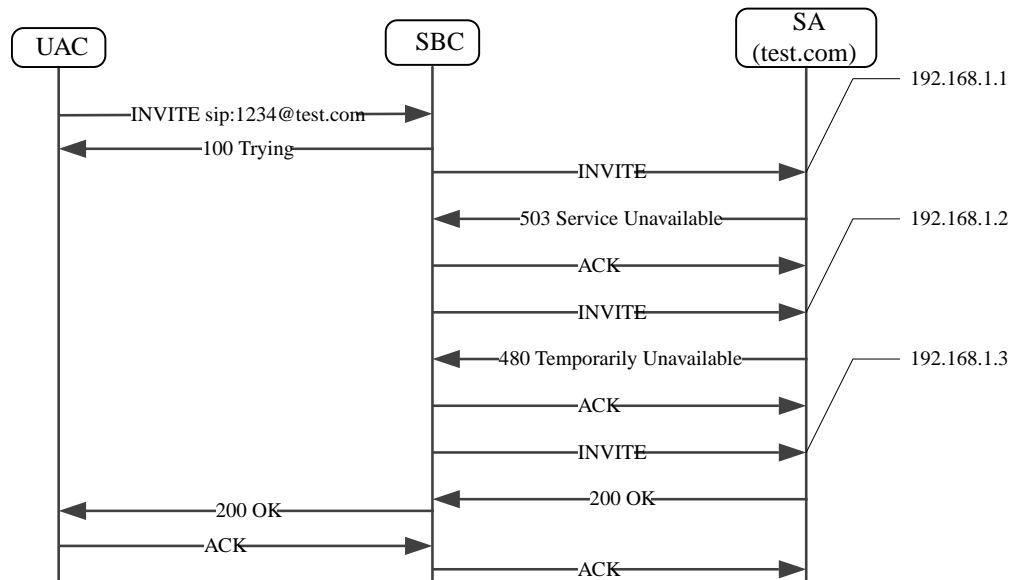 UAC
SBC
SA
(test.com)
192.168.1.1
INVITE sip:1234@test.com
100 Trying
INVITE
503 Service Unavailable
192.168.1.2
ACK
INVITE
480 Temporarily Unavailable
192.168.1.3
ACK
INVITE
200 OK
200 OK
ACK
ACK